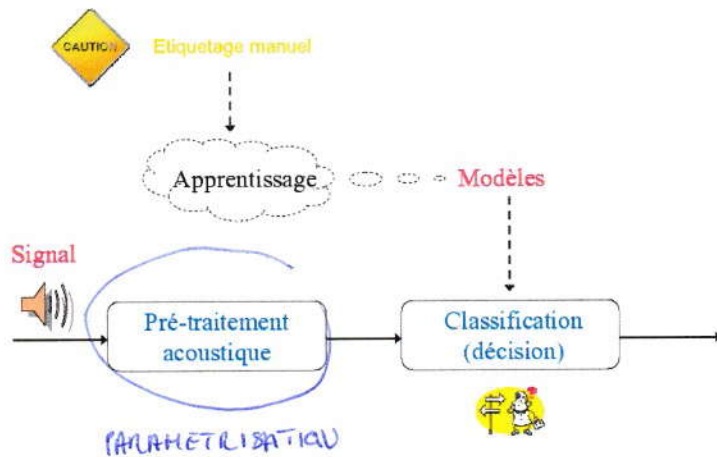 CAUTION
Etiquetage manuel
Apprentissage
Modèles
Signal
Pré-traitement
acoustique
Classification
(décision)
PARAMETRISATION